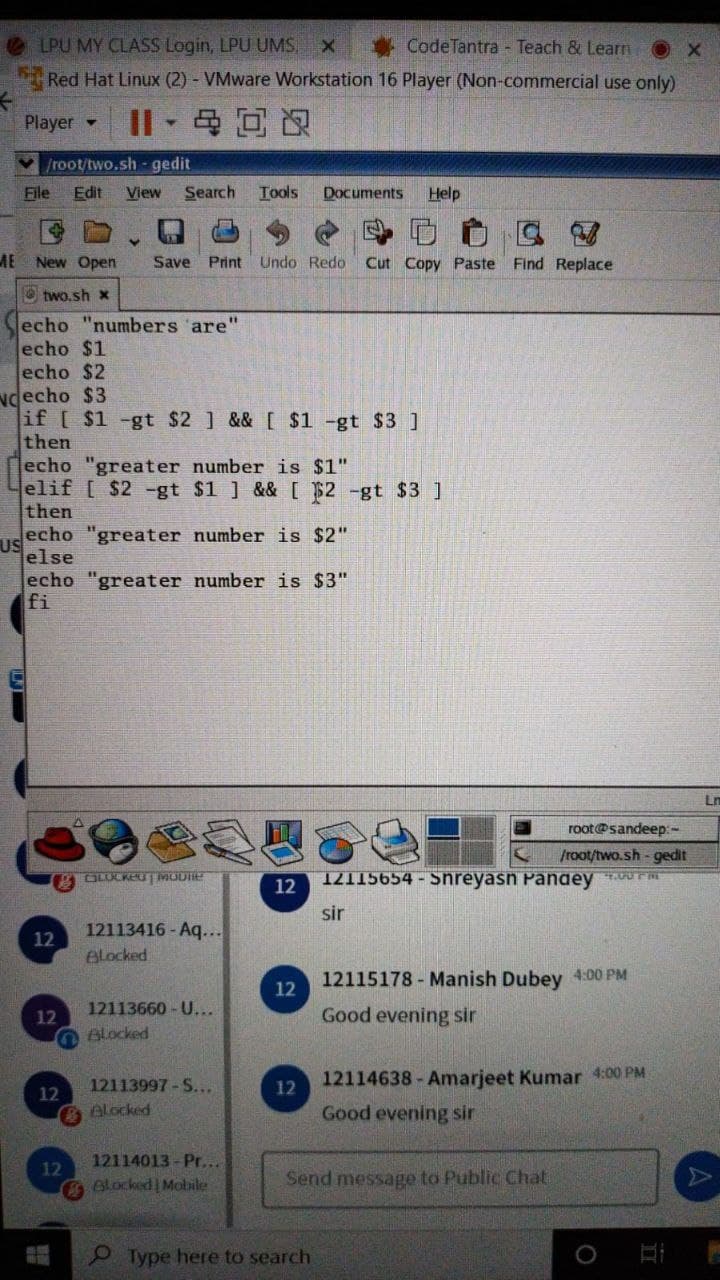 LPU MY CLASS Login, LPU UMS, ×
CodeTantra - Teach & Learn ×
Red Hat Linux (2) - VMware Workstation 16 Player (Non-commercial use only)
Player
/root/two.sh - gedit
File Edit View Search Tools Documents Help
New Open Save Print Undo Redo Cut Copy Paste Find Replace
two.sh ×
echo "numbers are"
echo $1
echo $2
echo $3
if [ $1 -gt $2 ] && [ $1 -gt $3 ]
then
echo "greater number is $1"
elif [ $2 -gt $1 ] && [ $2 -gt $3 ]
then
echo "greater number is $2"
else
echo "greater number is $3"
fi
Ln
root@sandeep:~
/root/two.sh - gedit
Locked | Mobile
12 12113416 - Aq...
Locked
12 12113660 - U...
Locked
12 12113997 - S...
Locked
12 12114013 - Pr...
Locked | Mobile
12 12115654 - Shreyash Pandey 4:00 PM
sir
12 12115178 - Manish Dubey 4:00 PM
Good evening sir
12 12114638 - Amarjeet Kumar 4:00 PM
Good evening sir
Send message to Public Chat
Type here to search